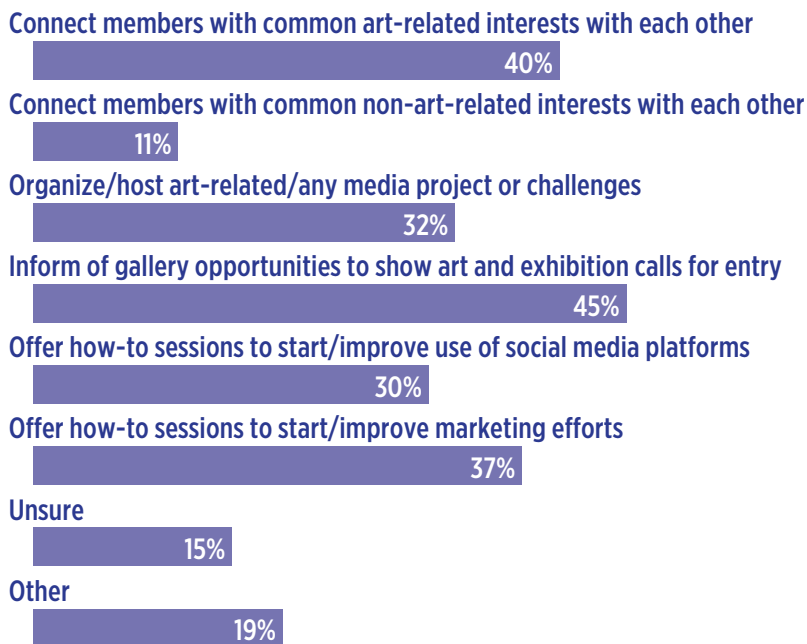 Connect members with common art-related interests with each other
40%
Connect members with common non-art-related interests with each other
11%
Organize/host art-related/any media project or challenges
32%
Inform of gallery opportunities to show art and exhibition calls for entry
45%
Offer how-to sessions to start/improve use of social media platforms
30%
Offer how-to sessions to start/improve marketing efforts
37%
Unsure
15%
Other
19%